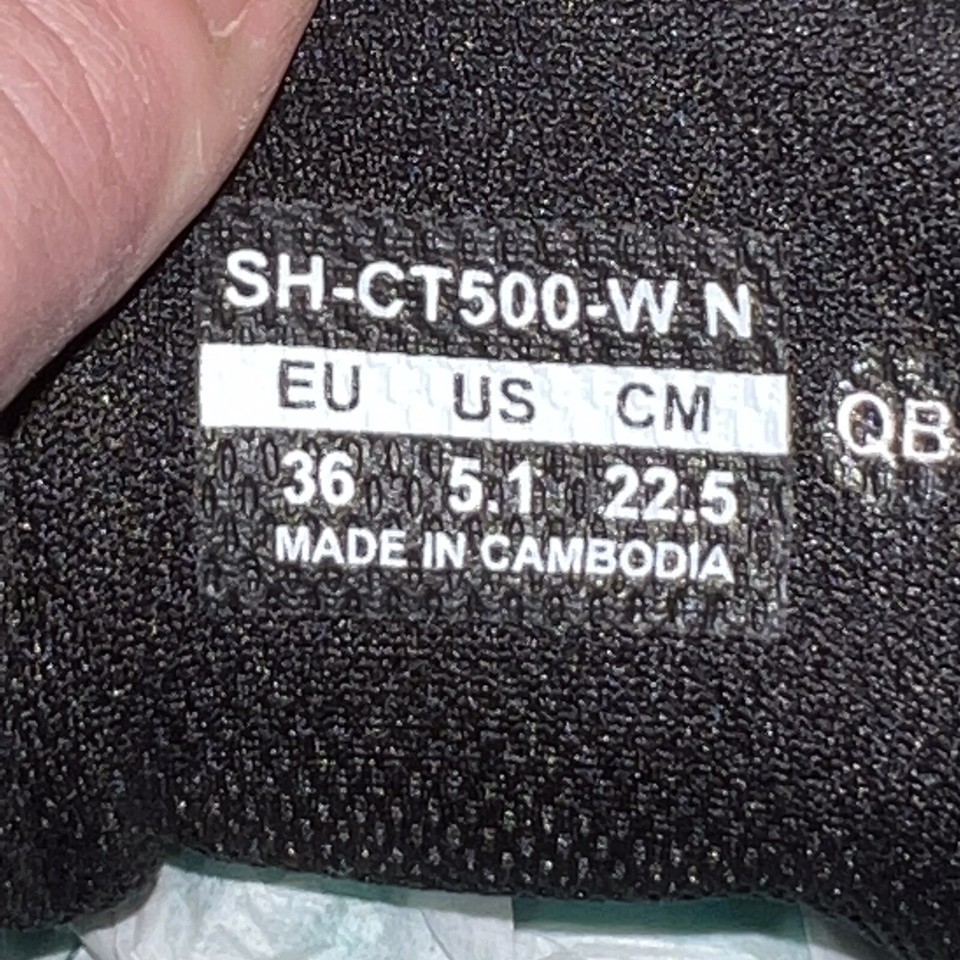 SH-CT500-W N
EU US CM
36 5.1 22.5
MADE IN CAMBODIA
QB